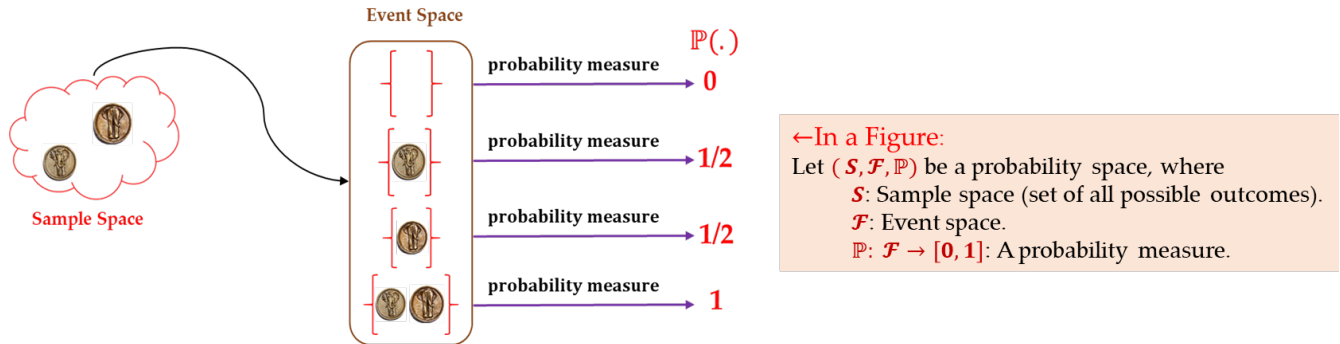 Event Space
ℙ(.)
probability measure
0
probability measure
1/2
probability measure
1/2
probability measure
1
Sample Space
←In a Figure:
Let (S, ℱ, ℙ) be a probability space, where
S: Sample space (set of all possible outcomes).
ℱ: Event space.
ℙ: ℱ → [0, 1]: A probability measure.